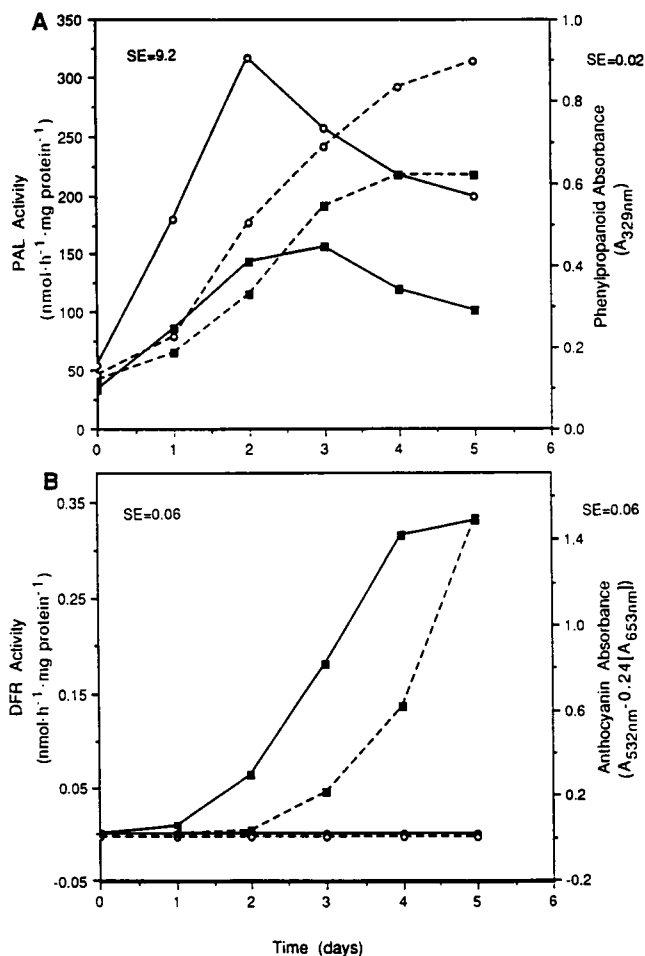 A
SE=9.2
SE=0.02
350
300
250
200
150
100
50
0
PAL Activity
(nmol·h⁻¹·mg protein⁻¹)
1.0
0.8
0.6
0.4
0.2
0.0
Phenylpropanoid Absorbance
(A329nm)
0 1 2 3 4 5 6
B
SE=0.06
SE=0.06
0.35
0.25
0.15
0.05
-0.05
DFR Activity
(nmol·h⁻¹·mg protein⁻¹)
1.4
1.0
0.6
0.2
-0.2
Anthocyanin Absorbance
(A532nm-0.24[A653nm])
0 1 2 3 4 5 6
Time (days)